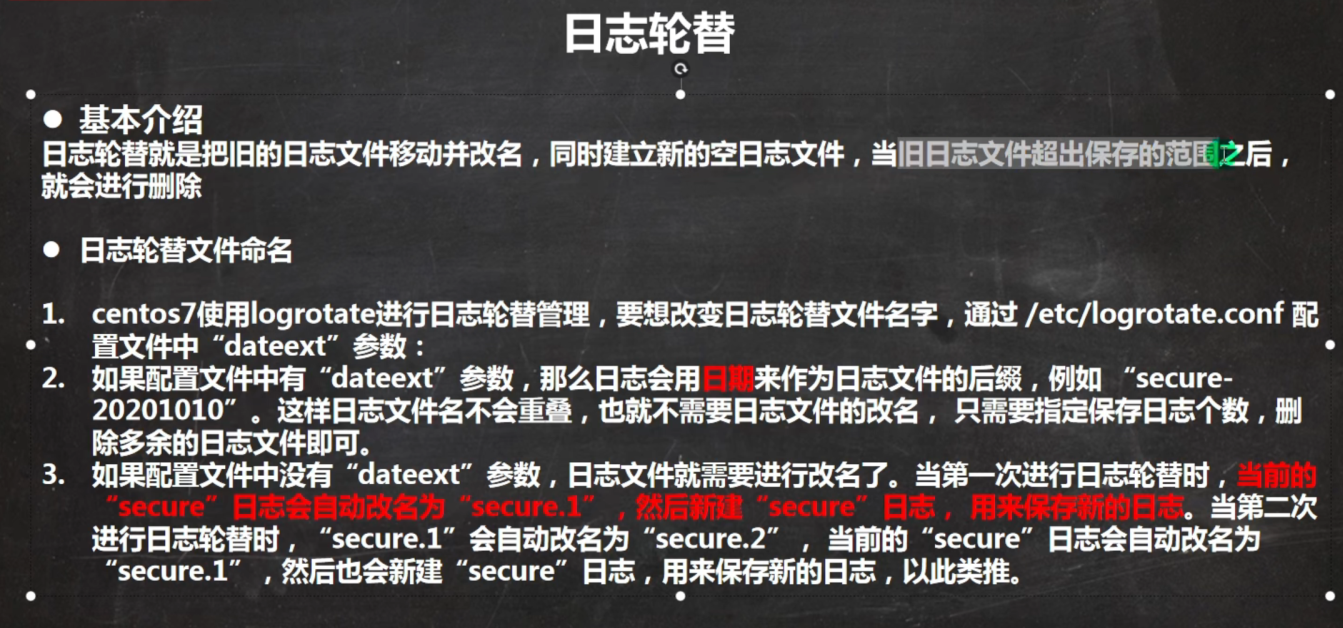 日志轮替
● 基本介绍
日志轮替就是把旧的日志文件移动并改名，同时建立新的空日志文件，当旧日志文件超出保存的范围之后，
就会进行删除
● 日志轮替文件命名
1. centos7使用logrotate进行日志轮替管理，要想改变日志轮替文件名字，通过 /etc/logrotate.conf 配
置文件中“dateext”参数：
2. 如果配置文件中有“dateext”参数，那么日志会用日期来作为日志文件的后缀，例如 “secure-
20201010”。这样日志文件名不会重叠，也就不需要日志文件的改名， 只需要指定保存日志个数，删
除多余的日志文件即可。
3. 如果配置文件中没有“dateext”参数，日志文件就需要进行改名了。当第一次进行日志轮替时，当前的
“secure”日志会自动改名为“secure.1”，然后新建“secure”日志， 用来保存新的日志。当第二次
进行日志轮替时，“secure.1”会自动改名为“secure.2”， 当前的“secure”日志会自动改名为
“secure.1”，然后也会新建“secure”日志，用来保存新的日志，以此类推。